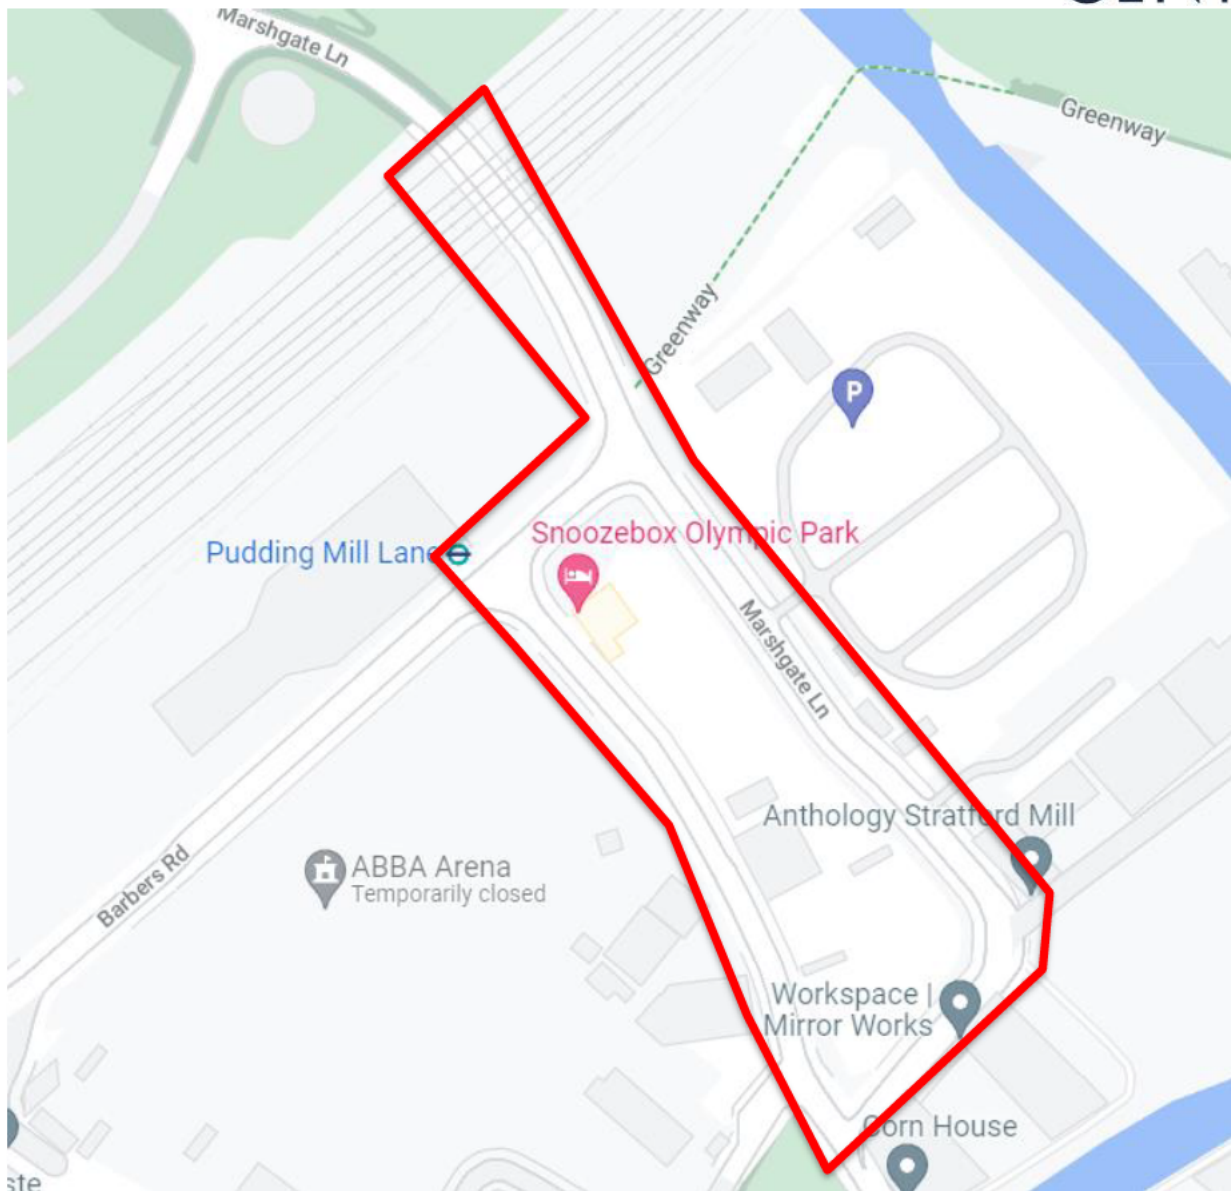 Marshgate Ln
Greenway
Greenway
P
Snoozebox Olympic Park
Pudding Mill Lane
Marshgate Ln
Anthology Stratford Mill
ABBA Arena
Temporarily closed
Barbers Rd
Workspace |
Mirror Works
Corn House
ste